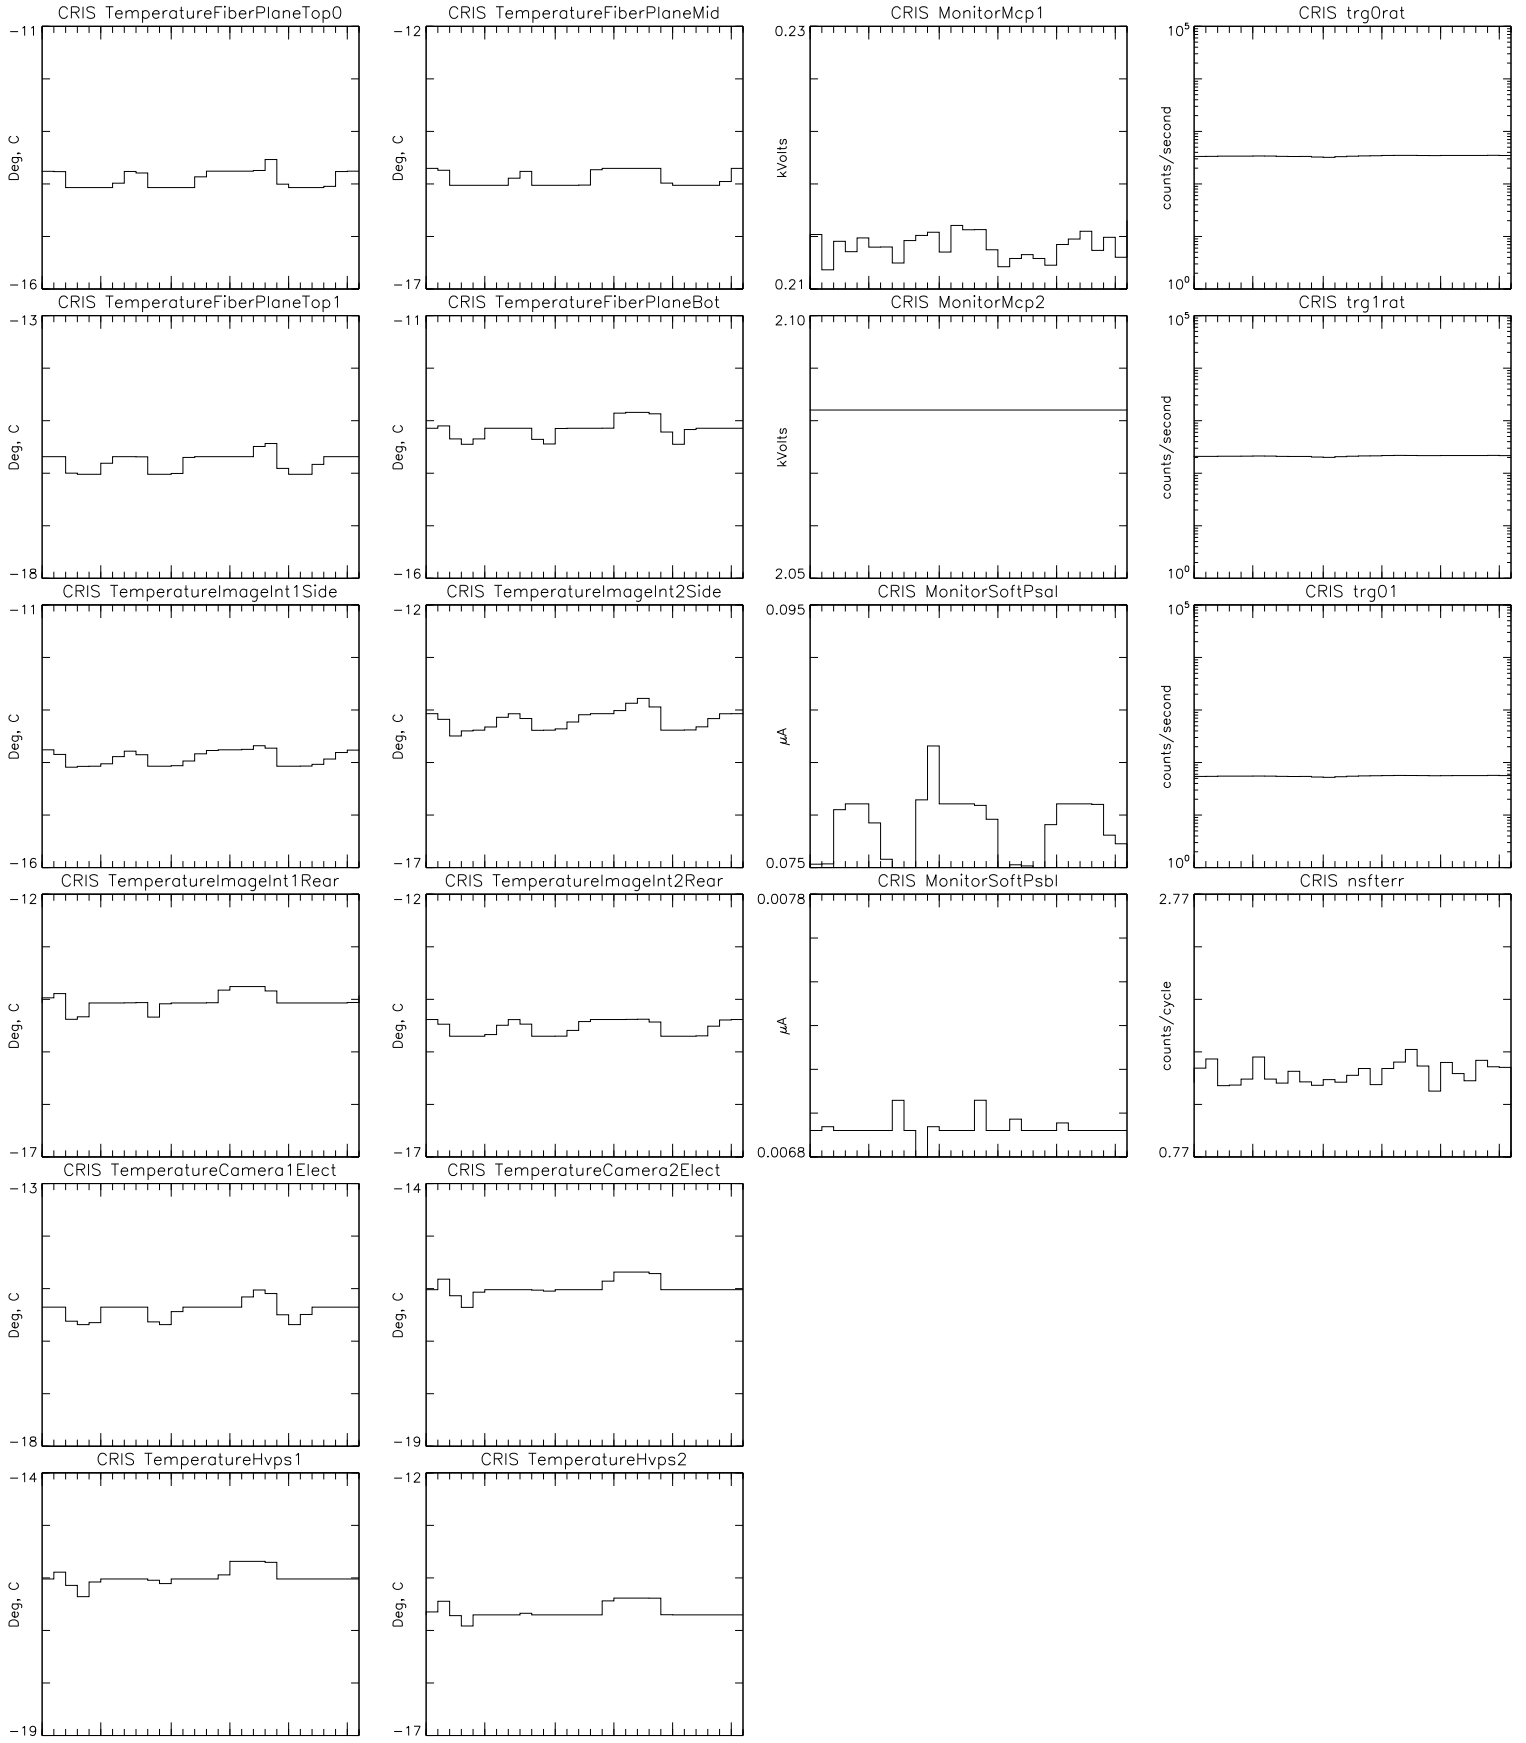 CRIS TemperatureFiberPlaneTop0
-11
Deg, C
-16
CRIS TemperatureFiberPlaneMid
-12
Deg, C
-17
CRIS MonitorMcp1
0.23
kVolts
0.21
CRIS trg0rat
10^5
counts/second
10^0
CRIS TemperatureFiberPlaneTop1
-13
Deg, C
-18
CRIS TemperatureFiberPlaneBot
-11
Deg, C
-16
CRIS MonitorMcp2
2.10
kVolts
2.05
CRIS trg1rat
10^5
counts/second
10^0
CRIS TemperatureImageInt1Side
-11
Deg, C
-16
CRIS TemperatureImageInt2Side
-12
Deg, C
-17
CRIS MonitorSoftPsaI
0.095
μA
0.075
CRIS trg01
10^5
counts/second
10^0
CRIS TemperatureImageInt1Rear
-12
Deg, C
-17
CRIS TemperatureImageInt2Rear
-12
Deg, C
-17
CRIS MonitorSoftPsbI
0.0078
μA
0.0068
CRIS nsfterr
2.77
counts/cycle
0.77
CRIS TemperatureCamera1Elect
-13
Deg, C
-18
CRIS TemperatureCamera2Elect
-14
Deg, C
-19
CRIS TemperatureHvps1
-14
Deg, C
-19
CRIS TemperatureHvps2
-12
Deg, C
-17